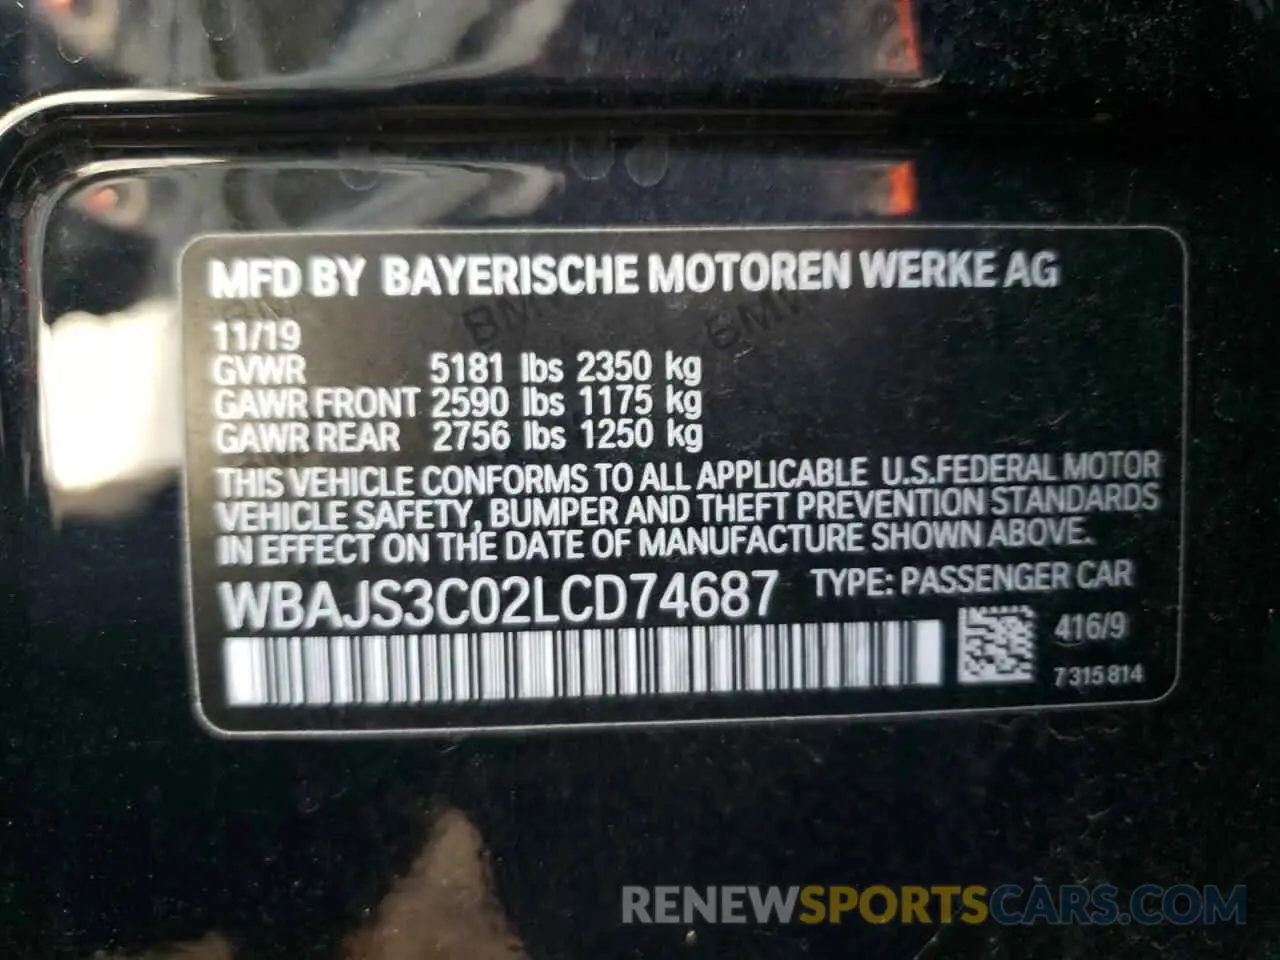 MFD BY BAYERISCHE MOTOREN WERKE AG
BMW BMW
11/19
GVWR 5181 lbs 2350 kg
GAWR FRONT 2590 lbs 1175 kg
GAWR REAR 2756 lbs 1250 kg
THIS VEHICLE CONFORMS TO ALL APPLICABLE U.S.FEDERAL MOTOR
VEHICLE SAFETY, BUMPER AND THEFT PREVENTION STANDARDS
IN EFFECT ON THE DATE OF MANUFACTURE SHOWN ABOVE.
WBAJS3C02LCD74687 TYPE: PASSENGER CAR
416/9
7315814
RENEWSPORTSCARS.COM